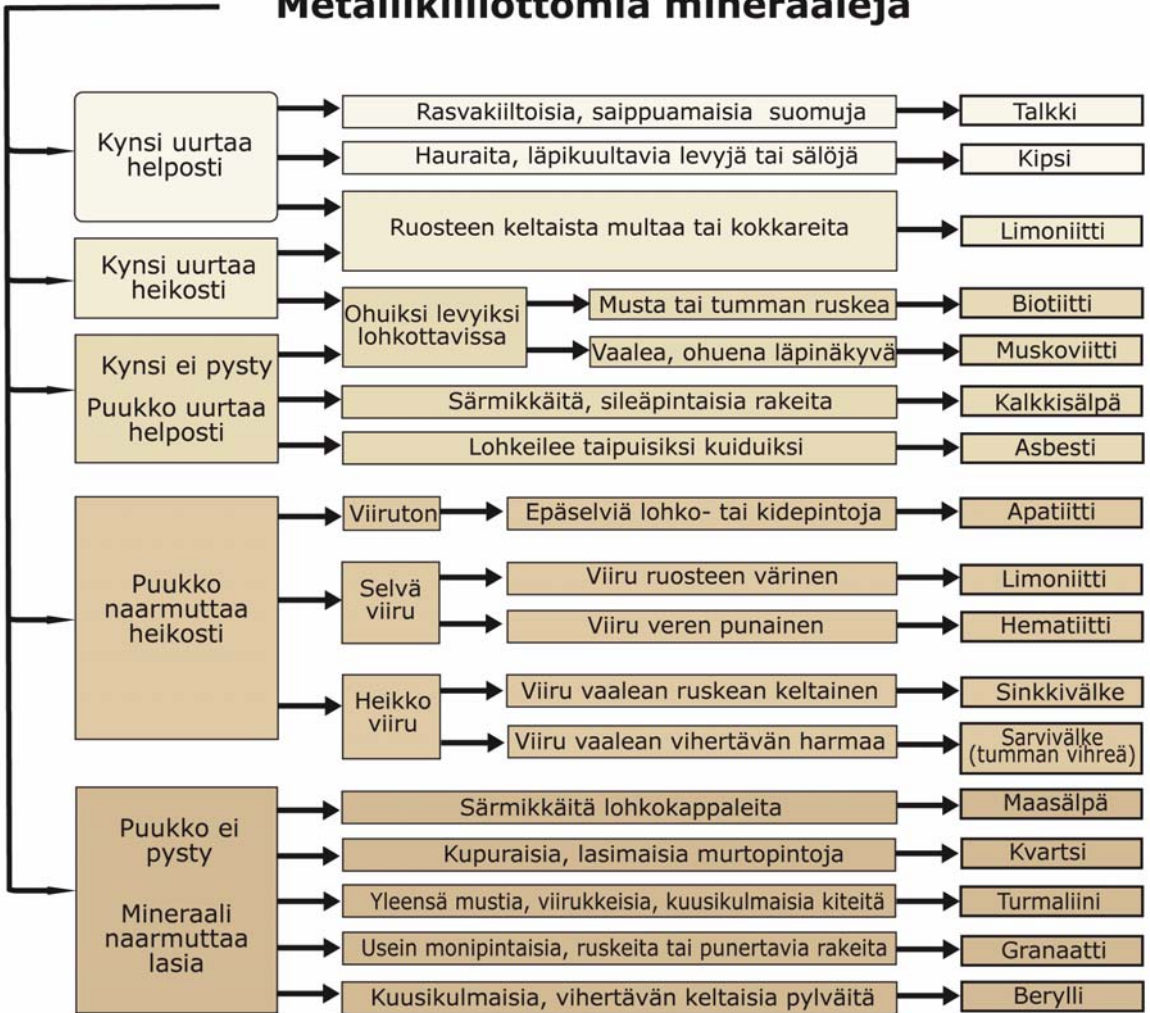 Metallikiillottomia mineraaleja
Kynsi uurtaa
helposti
Rasvakiiltoisia, saippuamaisia suomuja
Talkki
Hauraita, läpikuultavia levyjä tai sälöjä
Kipsi
Ruosteen keltaista multaa tai kokkareita
Limoniitti
Kynsi uurtaa
heikosti
Ohuiksi levyiksi
lohkottavissa
Musta tai tumman ruskea
Biotiitti
Vaalea, ohuena läpinäkyvä
Muskoviitti
Kynsi ei pysty
Puukko uurtaa
helposti
Särmikkäitä, sileäpintaisia rakeita
Kalkkisälpä
Lohkeilee taipuisiksi kuiduiksi
Asbesti
Puukko
naarmuttaa
heikosti
Viiruton
Epäselviä lohko- tai kidepintoja
Apatiitti
Selvä
viiru
Viiru ruosteen värinen
Limoniitti
Viiru veren punainen
Hematiitti
Heikko
viiru
Viiru vaalean ruskean keltainen
Sinkkivälke
Viiru vaalean vihertävän harmaa
Sarvivälke
(tumman vihreä)
Puukko ei
pysty
Mineraali
naarmuttaa
lasia
Särmikkäitä lohkokappaleita
Maasälpä
Kupuraisia, lasimaisia murtopintoja
Kvartsi
Yleensä mustia, viirukkeisia, kuusikulmaisia kiteitä
Turmaliini
Usein monipintaisia, ruskeita tai punertavia rakeita
Granaatti
Kuusikulmaisia, vihertävän keltaisia pylväitä
Berylli